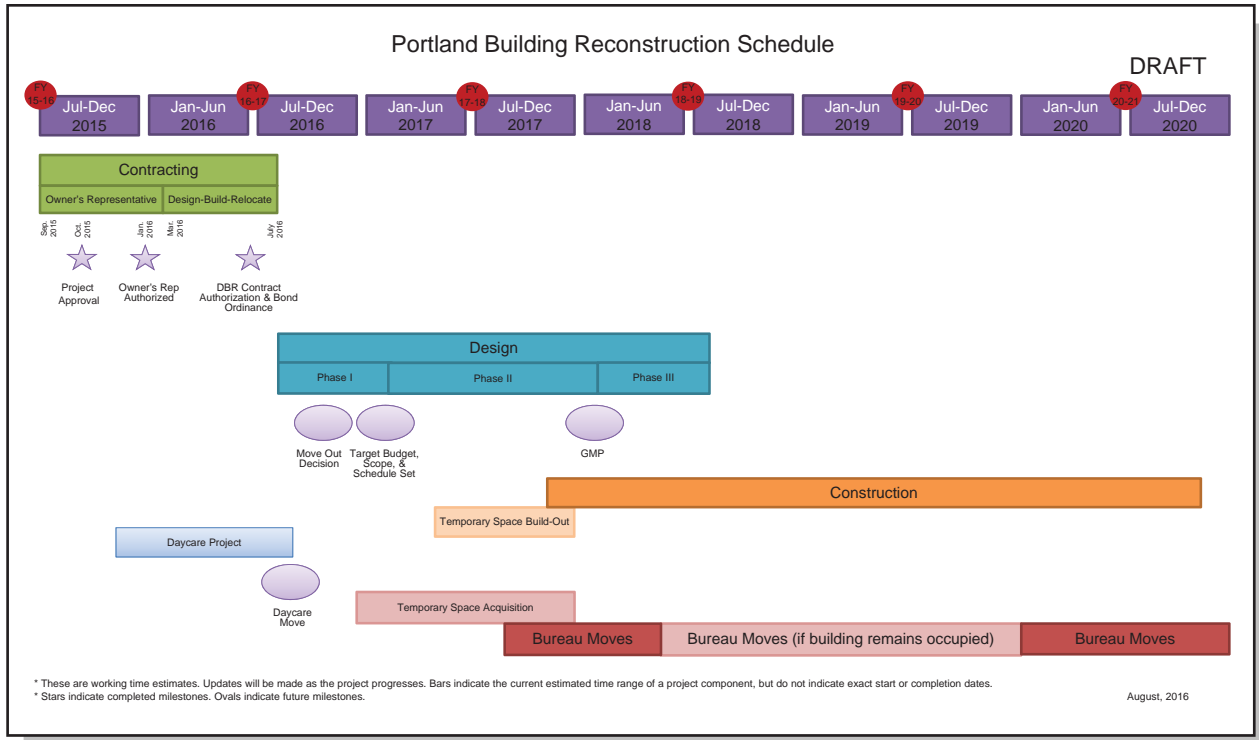 Portland Building Reconstruction Schedule
DRAFT
FY
15-16
Jul-Dec
2015
Jan-Jun
2016
FY
16-17
Jul-Dec
2016
Jan-Jun
2017
FY
17-18
Jul-Dec
2017
Jan-Jun
2018
FY
18-19
Jul-Dec
2018
Jan-Jun
2019
FY
19-20
Jul-Dec
2019
Jan-Jun
2020
FY
20-21
Jul-Dec
2020
Contracting
Owner's Representative
Design-Build-Relocate
Sep.
2015
Oct.
2015
Jan.
2016
Mar.
2016
July
2016
Project
Approval
Owner's Rep
Authorized
DBR Contract
Authorization & Bond
Ordinance
Design
Phase I
Phase II
Phase III
Move Out
Decision
Target Budget,
Scope, &
Schedule Set
GMP
Construction
Temporary Space Build-Out
Daycare Project
Daycare
Move
Temporary Space Acquisition
Bureau Moves
Bureau Moves (if building remains occupied)
Bureau Moves
* These are working time estimates. Updates will be made as the project progresses. Bars indicate the current estimated time range of a project component, but do not indicate exact start or completion dates.
* Stars indicate completed milestones. Ovals indicate future milestones.
August, 2016